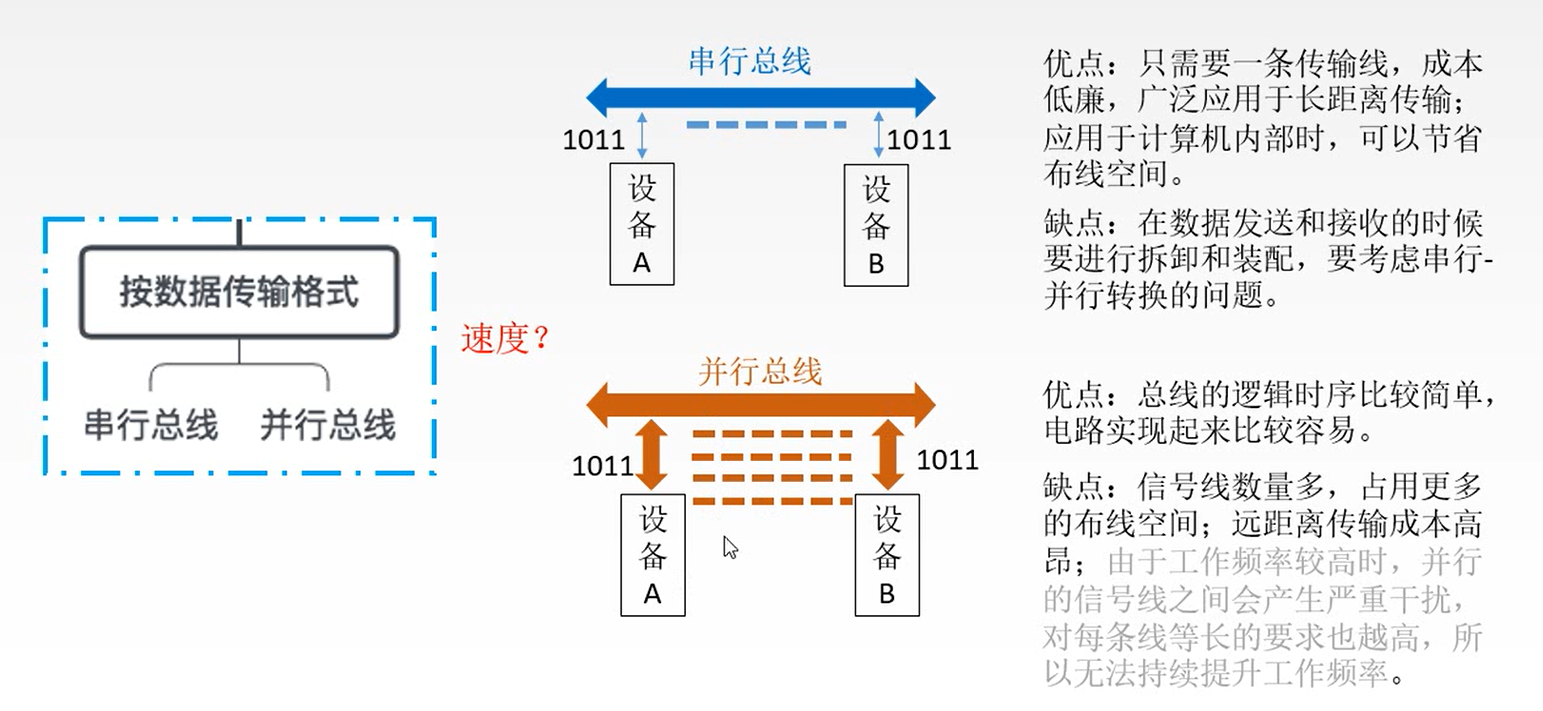 按数据传输格式
串行总线 并行总线
速度？
串行总线
1011
1011
设
备
A
设
备
B
优点：只需要一条传输线，成本
低廉，广泛应用于长距离传输；
应用于计算机内部时，可以节省
布线空间。
缺点：在数据发送和接收的时候
要进行拆卸和装配，要考虑串行-
并行转换的问题。
并行总线
1011
1011
设
备
A
设
备
B
优点：总线的逻辑时序比较简单，
电路实现起来比较容易。
缺点：信号线数量多，占用更多
的布线空间；远距离传输成本高
昂；由于工作频率较高时，并行
的信号线之间会产生严重干扰，
对每条线等长的要求也越高，所
以无法持续提升工作频率。